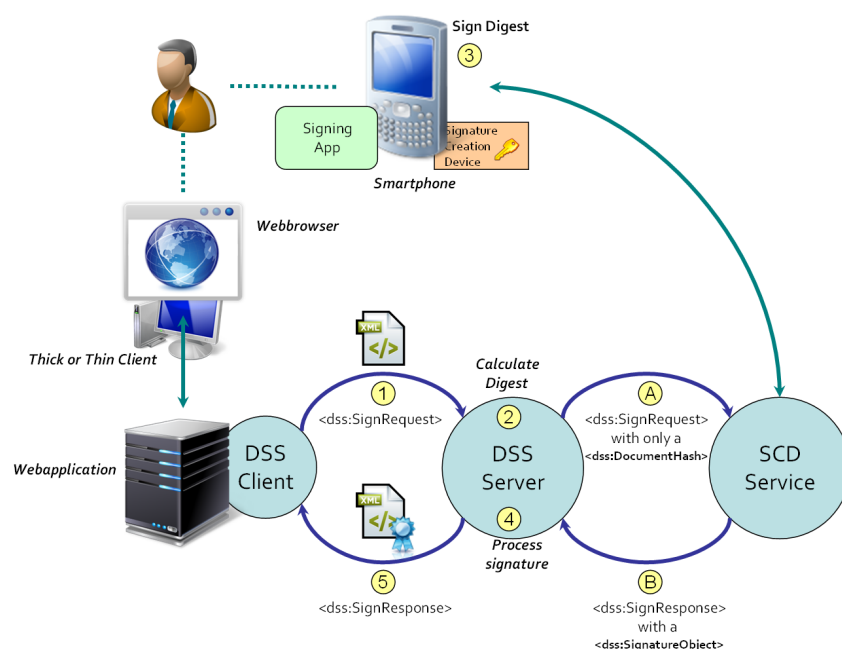 Sign Digest
3
Signing
App
Signature
Creation
Device
Smartphone
Webbrowser
Thick or Thin Client
XML
</>
1
<dss:SignRequest>
Calculate
Digest
2
A
<dss:SignRequest>
with only a
<dss:DocumentHash>
Webapplication
DSS
Client
DSS
Server
SCD
Service
XML
</>
4
Process
signature
5
<dss:SignResponse>
B
<dss:SignResponse>
with a
<dss:SignatureObject>